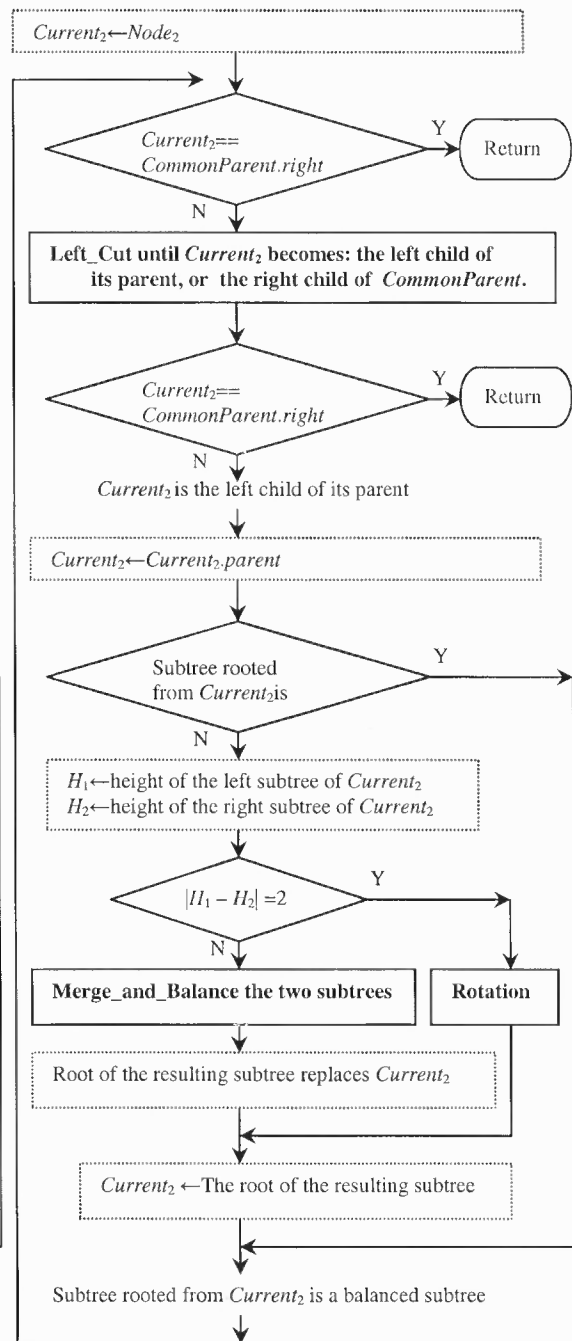 Current₂←Node₂
Y
Current₂==
CommonParent.right
Return
N
Left_Cut until Current₂ becomes: the left child of
its parent, or the right child of CommonParent.
Y
Current₂==
CommonParent.right
Return
N
Current₂ is the left child of its parent
Current₂←Current₂.parent
Y
Subtree rooted
from Current₂is
N
H₁←height of the left subtree of Current₂
H₂←height of the right subtree of Current₂
Y
|H₁ – H₂| =2
N
Merge_and_Balance the two subtrees
Rotation
Root of the resulting subtree replaces Current₂
Current₂ ←The root of the resulting subtree
Subtree rooted from Current₂ is a balanced subtree